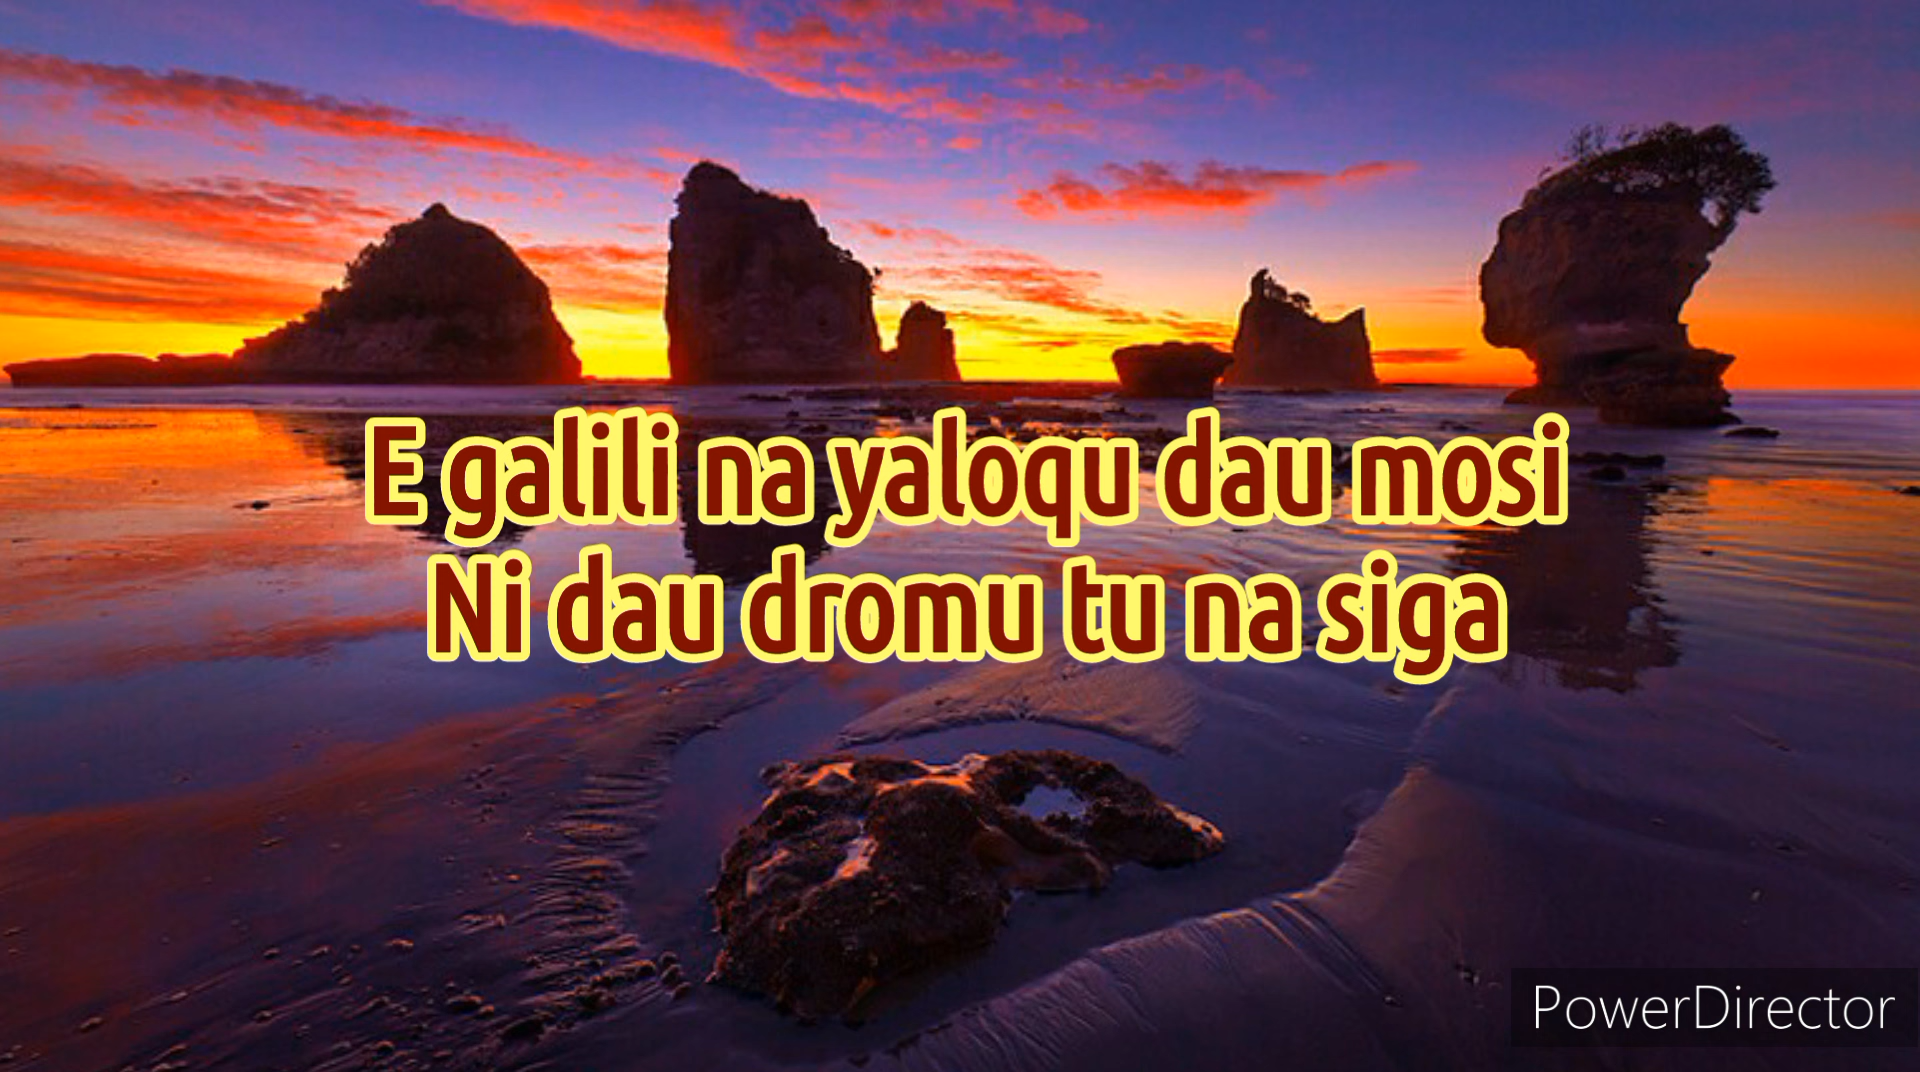 E galili na yaloqu dau mosi
Ni dau dromu tu na siga
PowerDirector